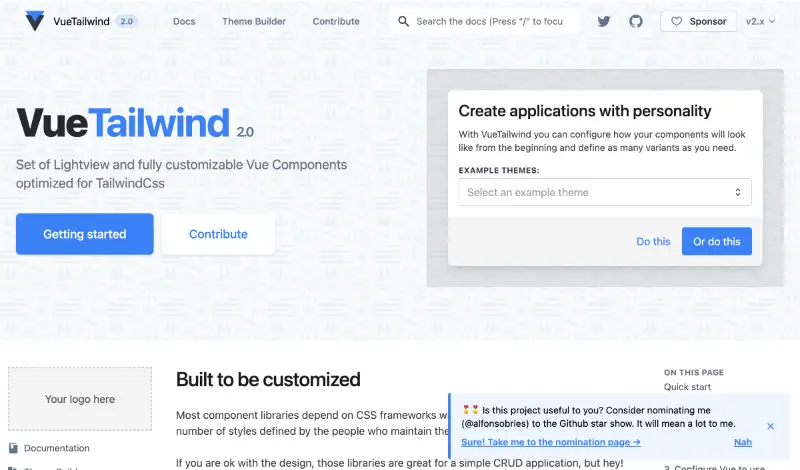 VueTailwind 2.0 Docs Theme Builder Contribute Search the docs (Press "/" to focu Sponsor v2.x
VueTailwind 2.0
Set of Lightview and fully customizable Vue Components
optimized for TailwindCss
Getting started Contribute
Create applications with personality
With VueTailwind you can configure how your components will look
like from the beginning and define as many variants as you need.
EXAMPLE THEMES:
Select an example theme
Do this Or do this
Your logo here
Documentation
Built to be customized
Most component libraries depend on CSS frameworks w
number of styles defined by the people who maintain the
If you are ok with the design, those libraries are great for a simple CRUD application, but hey!
ON THIS PAGE
Quick start
Is this project useful to you? Consider nominating me
(@alfonsobries) to the Github star show. It will mean a lot to me.
Sure! Take me to the nomination page →
Nah